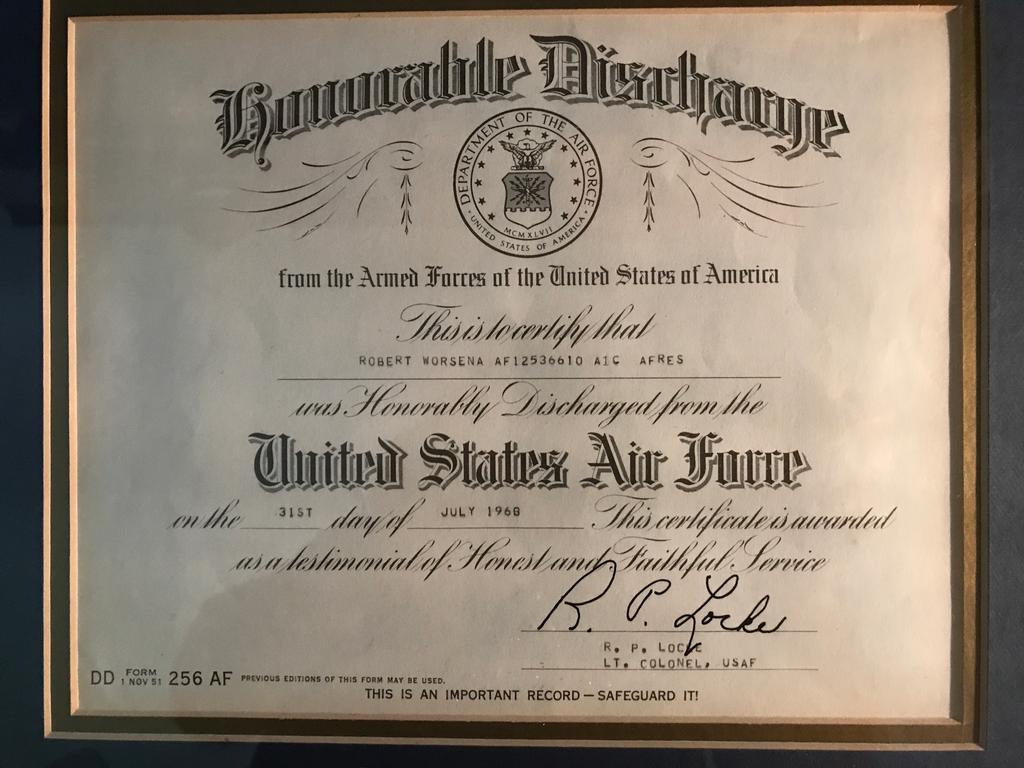 Honorable Discharge
DEPARTMENT OF THE AIR FORCE
MCMXLVII
UNITED STATES OF AMERICA
from the Armed Forces of the United States of America
This is to certify that
ROBERT WORSENA AF12536610 A1C AFRES
was Honorably Discharged from the
United States Air Force
on the 31ST day of JULY 1968 This certificate is awarded
as a testimonial of Honest and Faithful Service
R. P. Locke
R. P. LOCKE
LT. COLONEL, USAF
DD FORM 1 NOV 51 256 AF PREVIOUS EDITIONS OF THIS FORM MAY BE USED.
THIS IS AN IMPORTANT RECORD — SAFEGUARD IT!